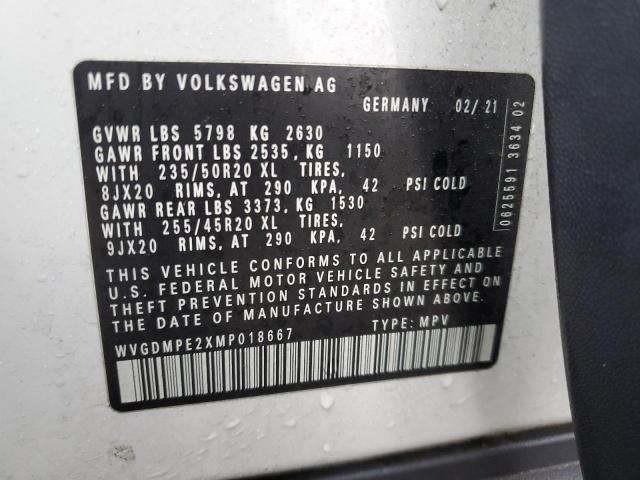 MFD BY VOLKSWAGEN AG
GERMANY 02/21
GVWR LBS 5798 KG 2630
GAWR FRONT LBS 2535, KG 1150
WITH 235/50R20 XL TIRES,
8JX20 RIMS, AT 290 KPA, 42 PSI COLD
GAWR REAR LBS 3373, KG 1530
WITH 255/45R20 XL TIRES,
9JX20 RIMS, AT 290 KPA, 42 PSI COLD
THIS VEHICLE CONFORMS TO ALL APPLICABLE
U.S. FEDERAL MOTOR VEHICLE SAFETY AND
THEFT PREVENTION STANDARDS IN EFFECT ON
THE DATE OF MANUFACTURE SHOWN ABOVE.
WVGDMPE2XMP018667 TYPE: MPV
0625591 3634 02